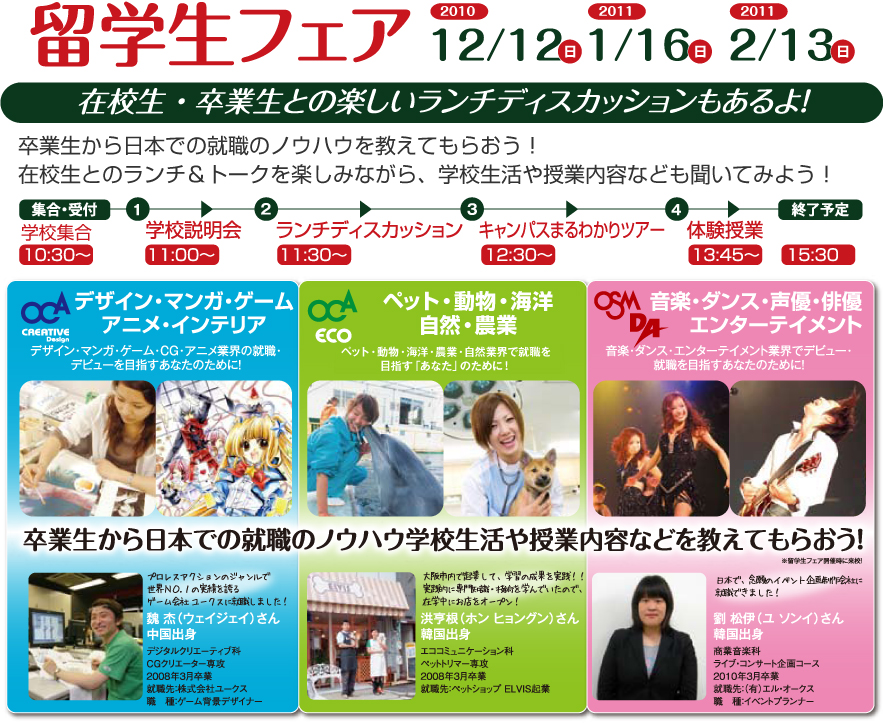 留学生フェア
2010
12/12日
2011
1/16日
2011
2/13日
在校生・卒業生との楽しいランチディスカッションもあるよ!
卒業生から日本での就職のノウハウを教えてもらおう！
在校生とのランチ＆トークを楽しみながら、学校生活や授業内容なども聞いてみよう！
集合・受付
1
2
3
4
終了予定
学校集合
学校説明会
ランチディスカッション
キャンパスまるわかりツアー
体験授業
10:30〜
11:00〜
11:30〜
12:30〜
13:45〜
15:30
OCA
CREATIVE
Design
デザイン・マンガ・ゲーム
アニメ・インテリア
デザイン・マンガ・ゲーム・CG・アニメ業界の就職・
デビューを目指すあなたのために!
OCA
ECO
ペット・動物・海洋
自然・農業
ペット・動物・海洋・農業・自然業界で就職を
目指す「あなた」のために！
OSM
DA
音楽・ダンス・声優・俳優
エンターテイメント
音楽・ダンス・エンターテイメント業界でデビュー・
就職を目指すあなたのために!
卒業生から日本での就職のノウハウ学校生活や授業内容などを教えてもらおう!
※留学生フェア開催時に来校!
プロレスアクションのジャンルで
世界NO.1の実績を誇る
ゲーム会社ユークスに就職しました！
魏 杰（ウェイジェイ）さん
中国出身
デジタルクリエーティブ科
CGクリエーター専攻
2008年3月卒業
就職先:株式会社ユークス
職　種:ゲーム背景デザイナー
ELVIS
大阪市内で起業して、学習の成果を実践！！
実践的に専門知識・技術を学んでいたので、
在学中にお店をオープン！
洪亨根（ホン ヒョングン）さん
韓国出身
エココミュニケーション科
ペットトリマー専攻
2008年3月卒業
就職先:ペットショップ ELVIS起業
日本で、念願のイベント企画制作会社に
就職できました！
劉 松伊（ユ ソンイ）さん
韓国出身
商業音楽科
ライブ・コンサート企画コース
2010年3月卒業
就職先:（有）エル・オークス
職　種:イベントプランナー